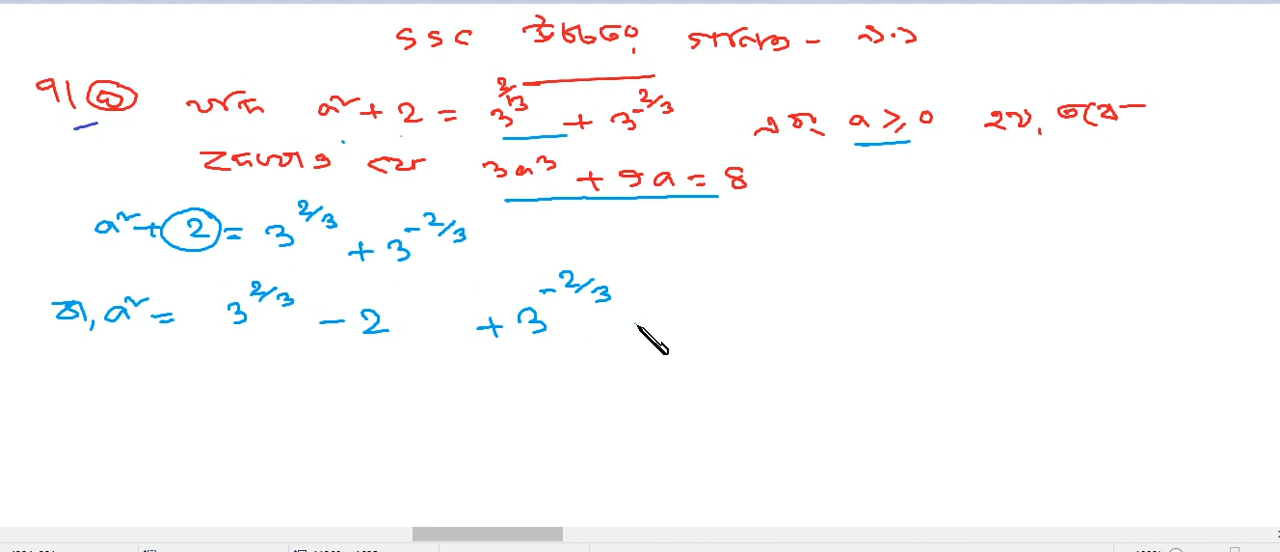 SSC উচ্চতর গণিত - ৯.১
৭। ক যদি a² + 2 = 3^{2/3} + 3^{-2/3} এবং a ≥ 0 হয়, তবে
দেখাও যে 3a³ + 9a = 8
a² + 2 = 3^{2/3} + 3^{-2/3}
বা, a² = 3^{2/3} - 2 + 3^{-2/3}